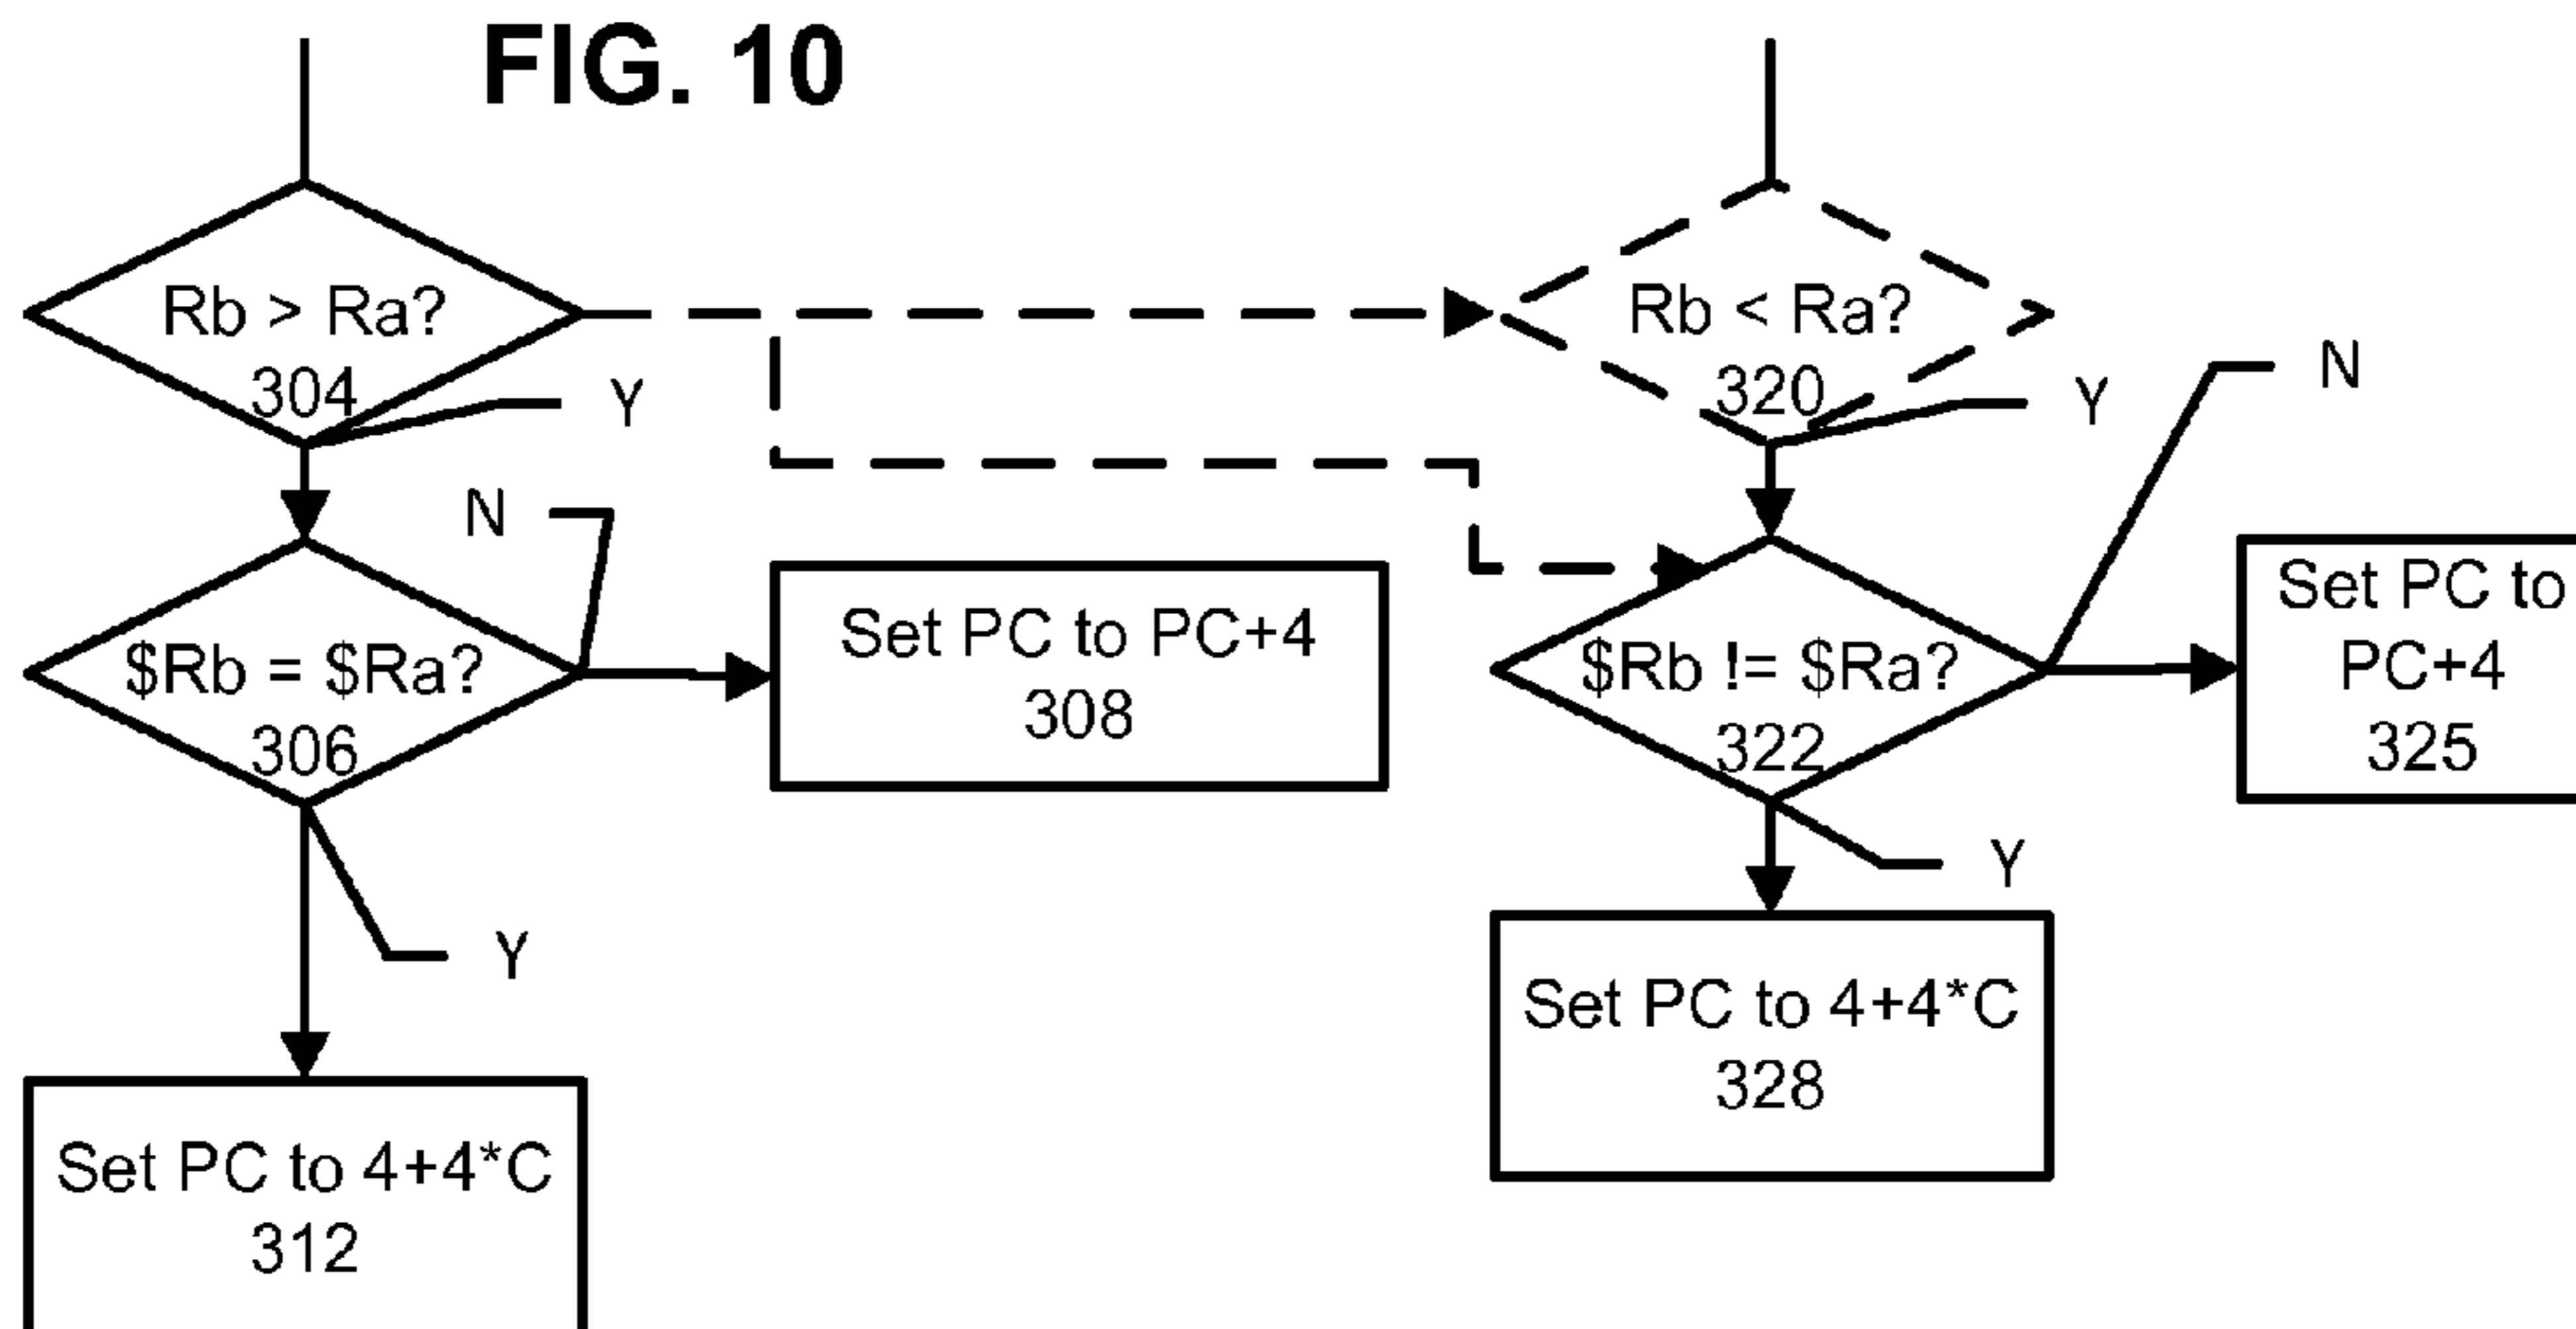 FIG. 10
Rb > Ra?
304
Y
N
$Rb = $Ra?
306
Y
Set PC to PC+4
308
Set PC to 4+4*C
312
Rb < Ra?
320
Y
N
$Rb != $Ra?
322
Y
Set PC to
PC+4
325
Set PC to 4+4*C
328